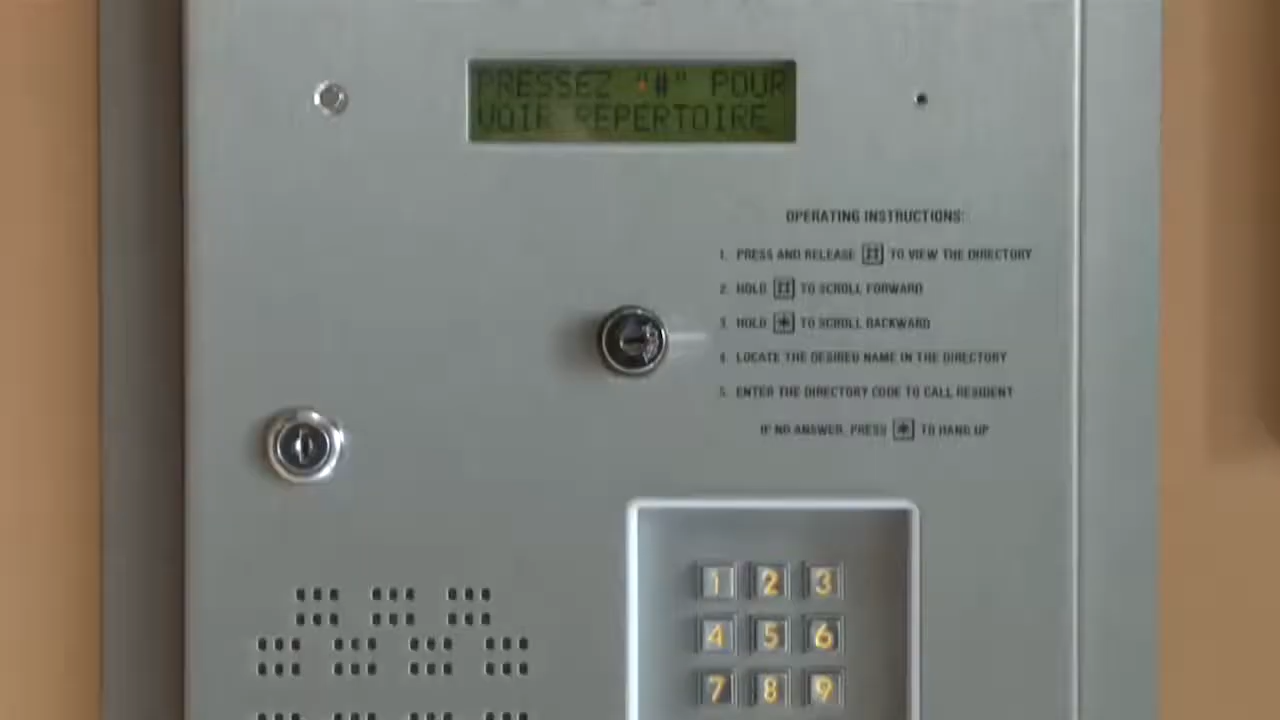 PRESSEZ "#" POUR
VOIR REPERTOIRE
OPERATING INSTRUCTIONS:
1. PRESS AND RELEASE # TO VIEW THE DIRECTORY
2. HOLD # TO SCROLL FORWARD
3. HOLD * TO SCROLL BACKWARD
4. LOCATE THE DESIRED NAME IN THE DIRECTORY
5. ENTER THE DIRECTORY CODE TO CALL RESIDENT
IF NO ANSWER, PRESS * TO HANG UP
1 2 3
4 5 6
7 8 9